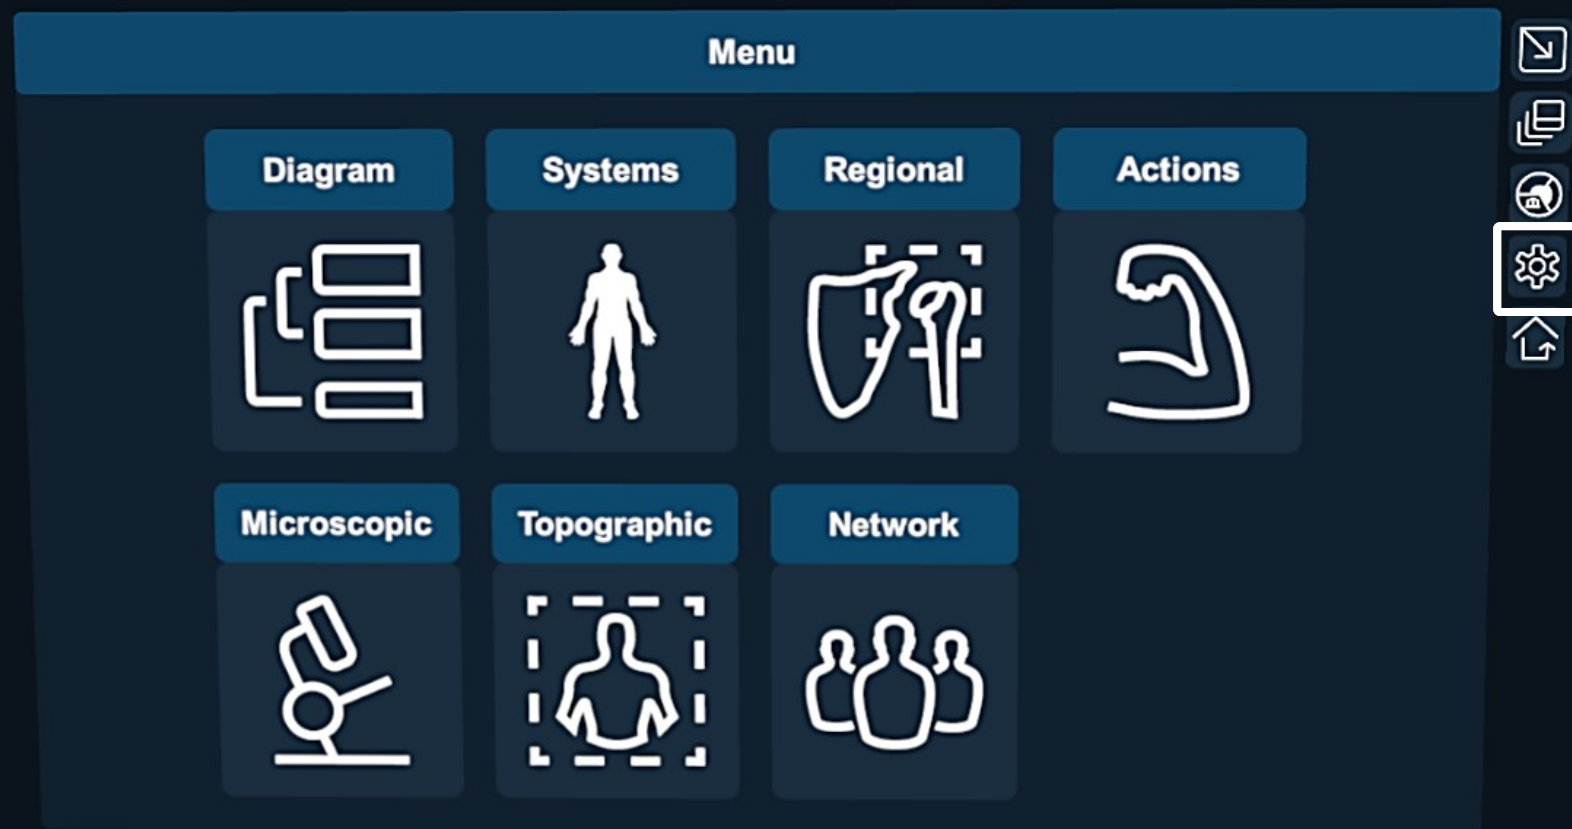 Menu
Diagram
Systems
Regional
Actions
Microscopic
Topographic
Network